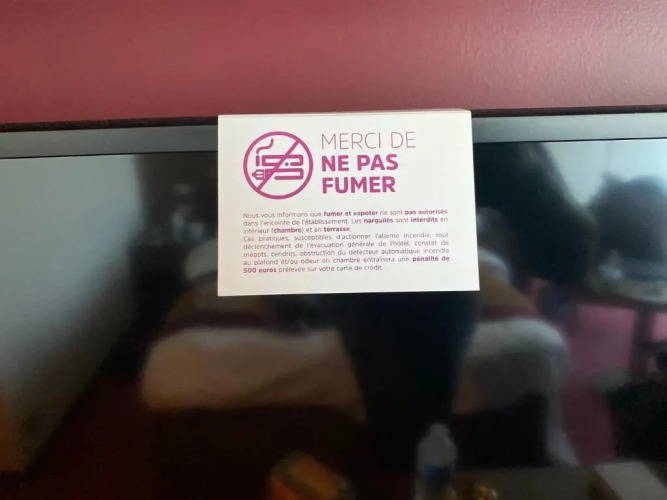 MERCI DE
NE PAS
FUMER
Nous vous informons que fumer et vapoter ne sont pas autorisés
dans l'enceinte de l'établissement. Les narguilés sont interdits en
intérieur (chambre) et en terrasse.
Ces pratiques, susceptibles d'actionner l'alarme incendie, tout
déclenchement de l'évacuation générale de l'hôtel, constat de
mégots, cendres, obstruction du détecteur automatique incendie
au plafond et/ou odeur en chambre entraînera une pénalité de
500 euros prélevée sur votre carte de crédit.